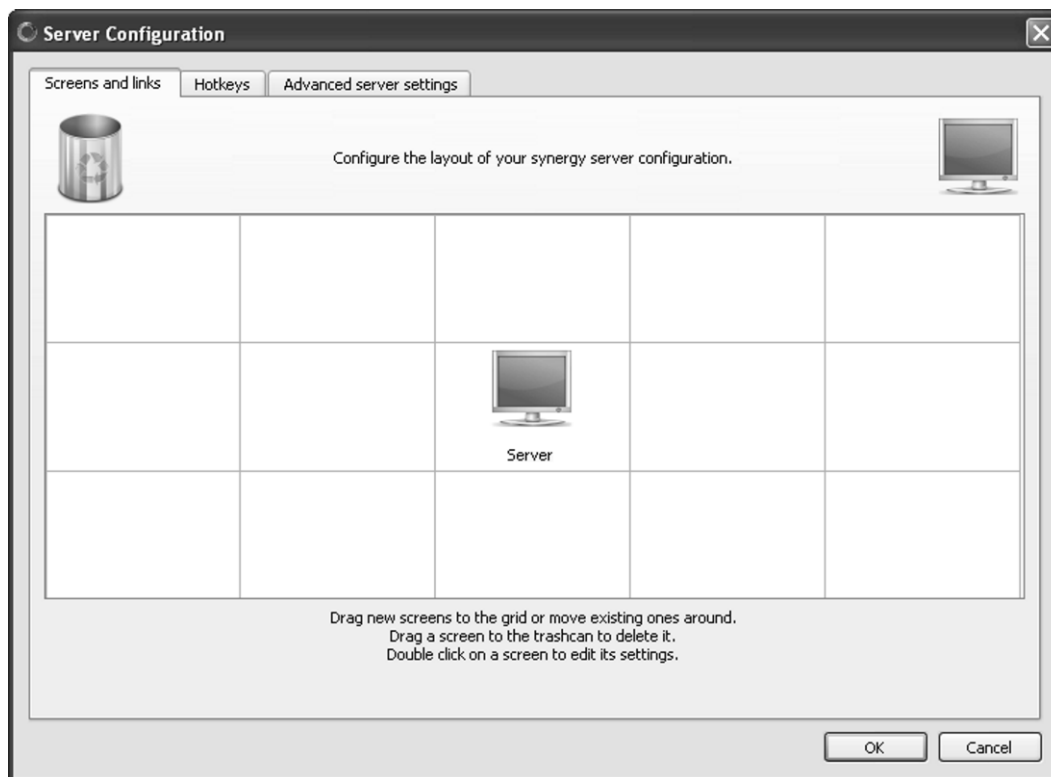 Server Configuration
Screens and links
Hotkeys
Advanced server settings
Configure the layout of your synergy server configuration.
Server
Drag new screens to the grid or move existing ones around.
Drag a screen to the trashcan to delete it.
Double click on a screen to edit its settings.
OK
Cancel